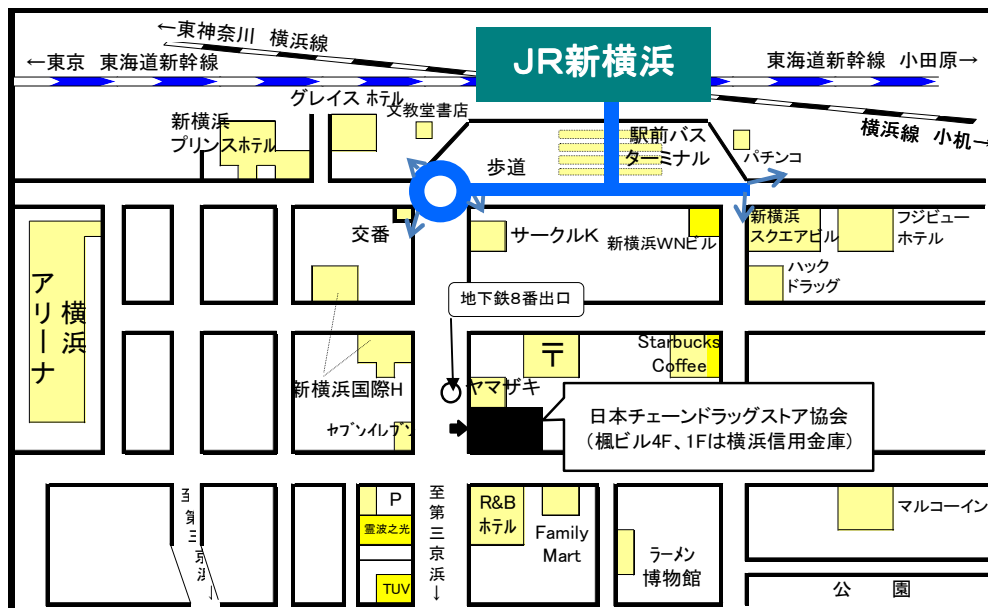 ←東神奈川 横浜線
←東京 東海道新幹線
JR新横浜
東海道新幹線 小田原→
横浜線 小机→
グレイス ホテル
文教堂書店
新横浜
プリンスホテル
歩道
駅前バス
ターミナル
パチンコ
交番
サークルK
新横浜WNビル
新横浜
スクエアビル
フジビュー
ホテル
ハック
ドラッグ
横浜
アリーナ
地下鉄8番出口
〒
Starbucks
Coffee
新横浜国際H
ヤマザキ
セブンイレブン
日本チェーンドラッグストア協会
(楓ビル4F、1Fは横浜信用金庫)
至第三京浜→
P
霊波之光
TUV
至第三京浜→
R&B
ホテル
Family
Mart
ラーメン
博物館
マルコーイン
公園